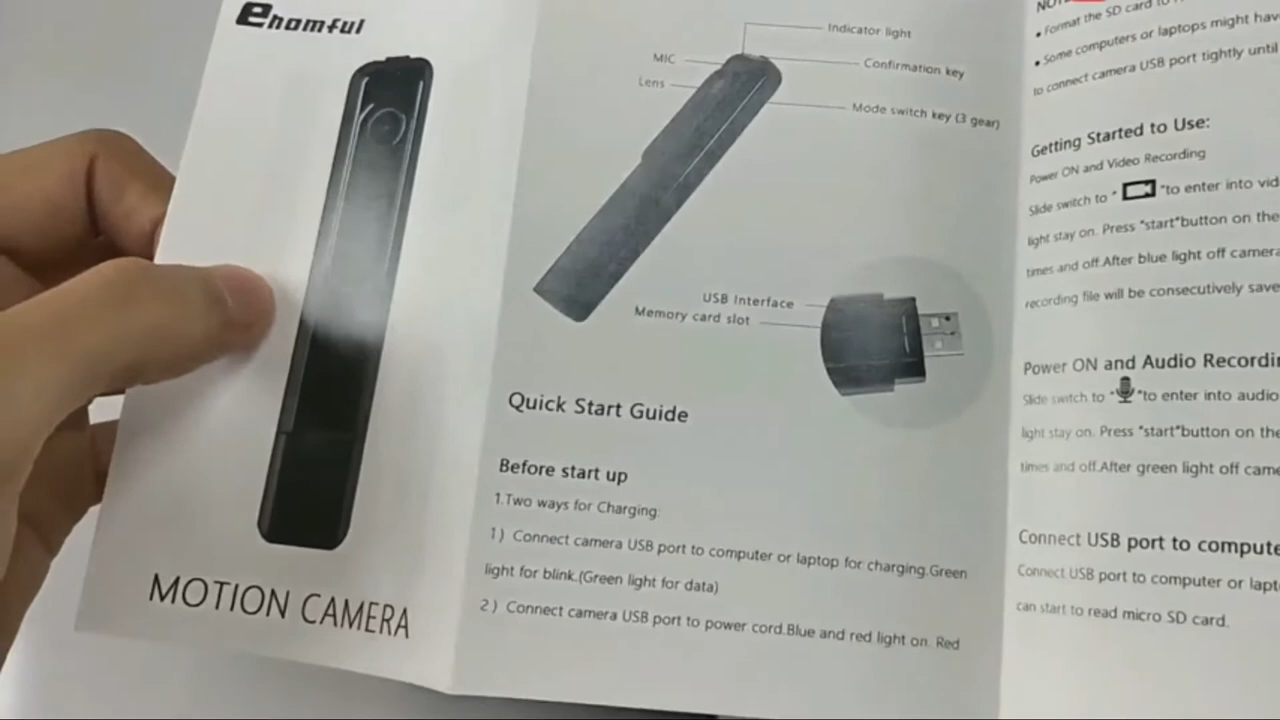 ehomful
MOTION CAMERA
Indicator light
MIC
Confirmation key
Lens
Mode switch key (3 gear)
USB Interface
Memory card slot
Quick Start Guide
Before start up
1.Two ways for Charging:
1) Connect camera USB port to computer or laptop for charging.Green
light for blink.(Green light for data)
2) Connect camera USB port to power cord.Blue and red light on. Red
• Format the SD card to
• Some computers or laptops might hav
to connect camera USB port tightly until
Getting Started to Use:
Power ON and Video Recording
Slide switch to " "to enter into vid
light stay on. Press "start"button on the
times and off.After blue light off camer
recording file will be consecutively save
Power ON and Audio Recordi
Slide switch to " "to enter into audio
light stay on. Press "start"button on the
times and off.After green light off came
Connect USB port to compute
Connect USB port to computer or lapt
can start to read micro SD card.